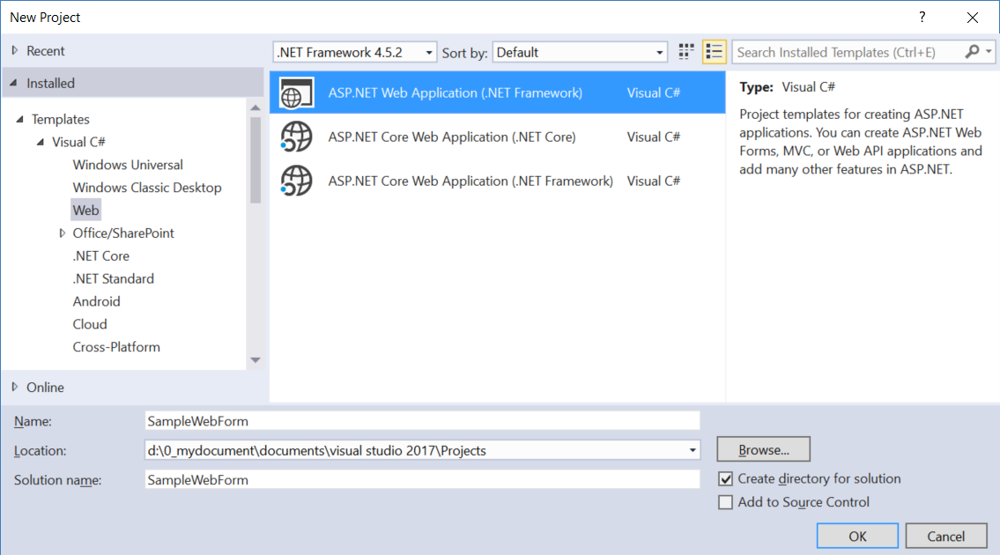 New Project
?
Recent
.NET Framework 4.5.2
Sort by:
Default
Search Installed Templates (Ctrl+E)
Installed
Templates
Visual C#
Windows Universal
Windows Classic Desktop
Web
Office/SharePoint
.NET Core
.NET Standard
Android
Cloud
Cross-Platform
Online
ASP.NET Web Application (.NET Framework) Visual C#
ASP.NET Core Web Application (.NET Core) Visual C#
ASP.NET Core Web Application (.NET Framework) Visual C#
Type: Visual C#
Project templates for creating ASP.NET
applications. You can create ASP.NET Web
Forms, MVC, or Web API applications and
add many other features in ASP.NET.
Name: SampleWebForm
Location: d:\0_mydocument\documents\visual studio 2017\Projects
Browse...
Solution name: SampleWebForm
Create directory for solution
Add to Source Control
OK
Cancel